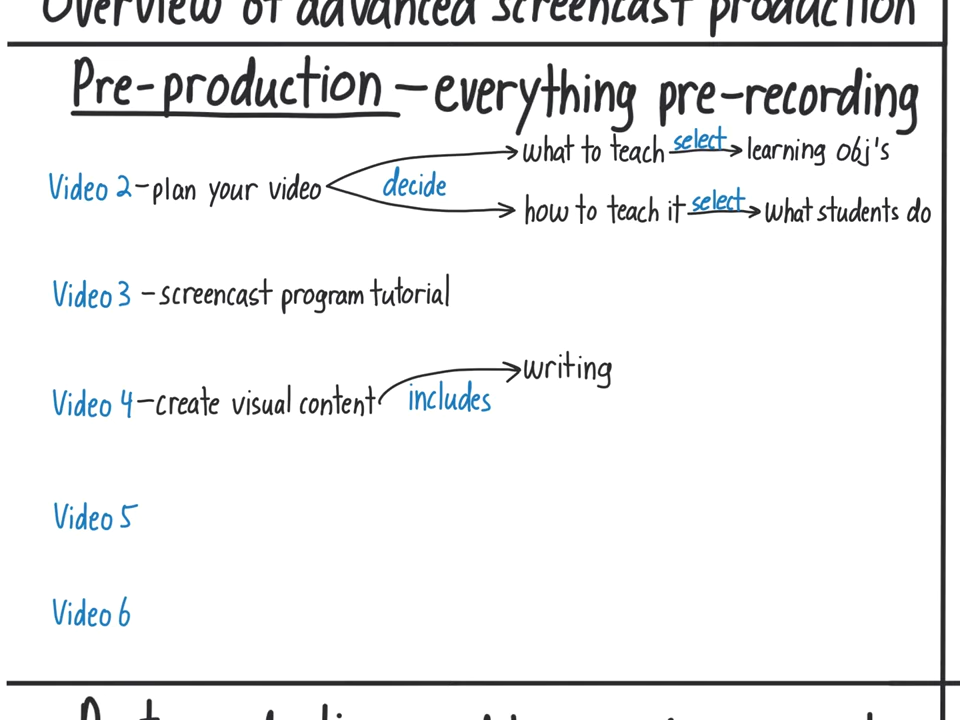 Overview of advanced screencast production
Pre-production – everything pre-recording
what to teach select learning obj's
Video 2 – plan your video decide
how to teach it select what students do
Video 3 – screencast program tutorial
writing
Video 4 – create visual content includes
Video 5
Video 6